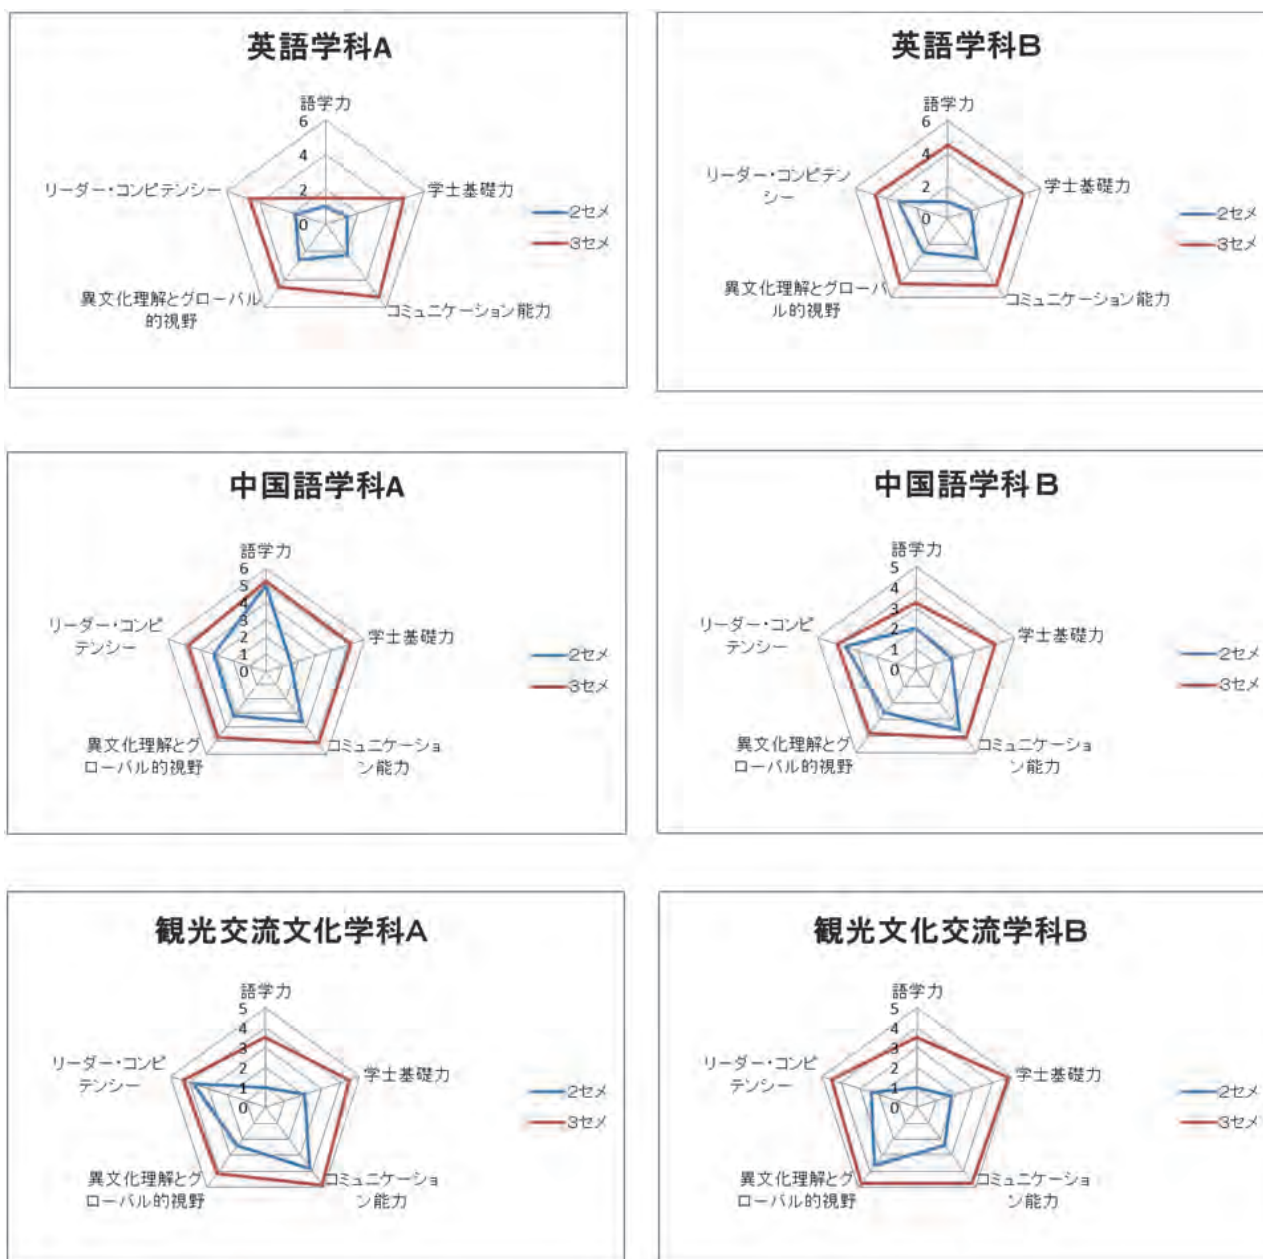 英語学科A
語学力
6
4
2
0
リーダー・コンピテンシー
学士基礎力
2セメ
3セメ
異文化理解とグローバル
的視野
コミュニケーション能力
英語学科B
語学力
6
4
2
0
リーダー・コンピテン
シー
学士基礎力
2セメ
3セメ
異文化理解とグローバ
ル的視野
コミュニケーション能力
中国語学科A
語学力
6
5
4
3
2
1
0
リーダー・コンピ
テンシー
学士基礎力
2セメ
3セメ
異文化理解とグ
ローバル的視野
コミュニケーショ
ン能力
中国語学科B
語学力
5
4
3
2
1
0
リーダー・コンピ
テンシー
学士基礎力
2セメ
3セメ
異文化理解とグ
ローバル的視野
コミュニケーショ
ン能力
観光交流文化学科A
語学力
5
4
3
2
1
0
リーダー・コンピ
テンシー
学士基礎力
2セメ
3セメ
異文化理解とグ
ローバル的視野
コミュニケーショ
ン能力
観光文化交流学科B
語学力
5
4
3
2
1
0
リーダー・コンピ
テンシー
学士基礎力
2セメ
3セメ
異文化理解とグ
ローバル的視野
コミュニケーショ
ン能力